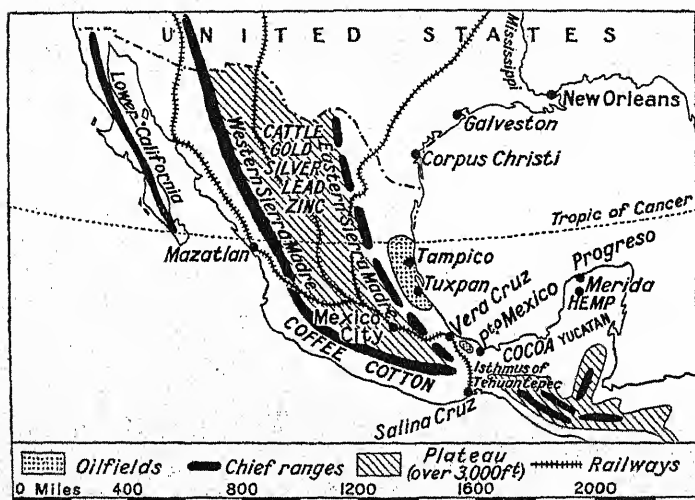 UNITED STATES
Mississippi
New Orleans
Galveston
Corpus Christi
Lower California
Western Sierra Madre
CATTLE
GOLD
SILVER
LEAD
ZINC
Eastern Sierra Madre
Tropic of Cancer
Mazatlan
Tampico
Tuxpan
Progreso
Merida
HEMP
Vera Cruz
Pto Mexico
Mexico
City
COCOA YUCATAN
COFFEE COTTON
Isthmus of
Tehuantepec
Salina Cruz
Oilfields
Chief ranges
Plateau
(over 3,000ft)
Railways
0 Miles 400 800 1200 1600 2000